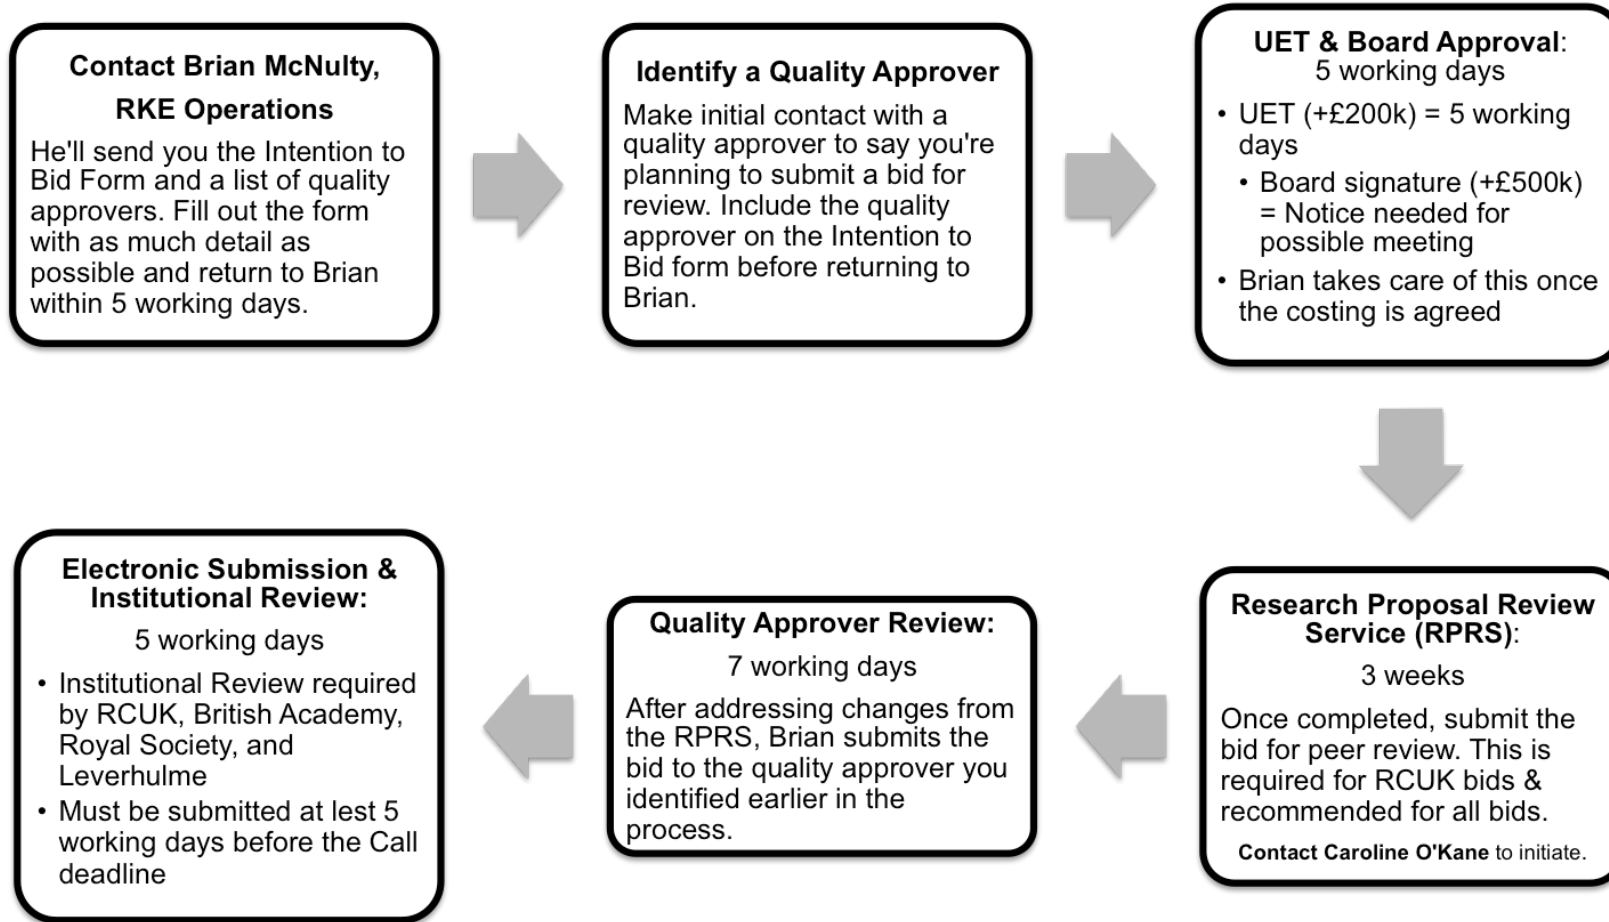 Contact Brian McNulty,
RKE Operations
He'll send you the Intention to
Bid Form and a list of quality
approvers. Fill out the form
with as much detail as
possible and return to Brian
within 5 working days.
Identify a Quality Approver
Make initial contact with a
quality approver to say you're
planning to submit a bid for
review. Include the quality
approver on the Intention to
Bid form before returning to
Brian.
UET & Board Approval:
5 working days
• UET (+£200k) = 5 working
days
• Board signature (+£500k)
= Notice needed for
possible meeting
• Brian takes care of this once
the costing is agreed
Research Proposal Review
Service (RPRS):
3 weeks
Once completed, submit the
bid for peer review. This is
required for RCUK bids &
recommended for all bids.
Contact Caroline O'Kane to initiate.
Quality Approver Review:
7 working days
After addressing changes from
the RPRS, Brian submits the
bid to the quality approver you
identified earlier in the
process.
Electronic Submission &
Institutional Review:
5 working days
• Institutional Review required
by RCUK, British Academy,
Royal Society, and
Leverhulme
• Must be submitted at lest 5
working days before the Call
deadline